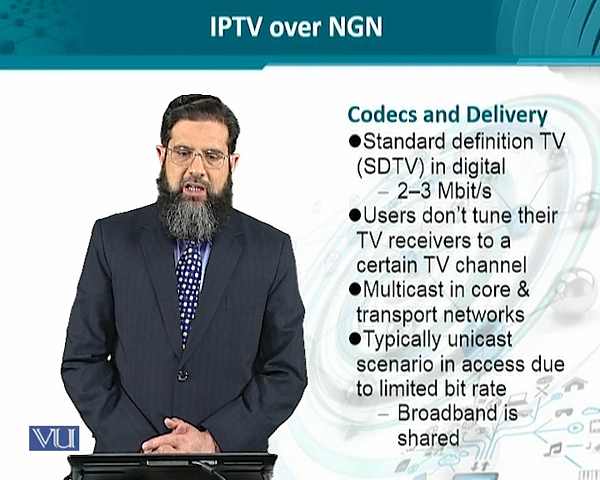 IPTV over NGN
Codecs and Delivery
●Standard definition TV
(SDTV) in digital
– 2–3 Mbit/s
●Users don't tune their
TV receivers to a
certain TV channel
●Multicast in core &
transport networks
●Typically unicast
scenario in access due
to limited bit rate
– Broadband is
shared
VU